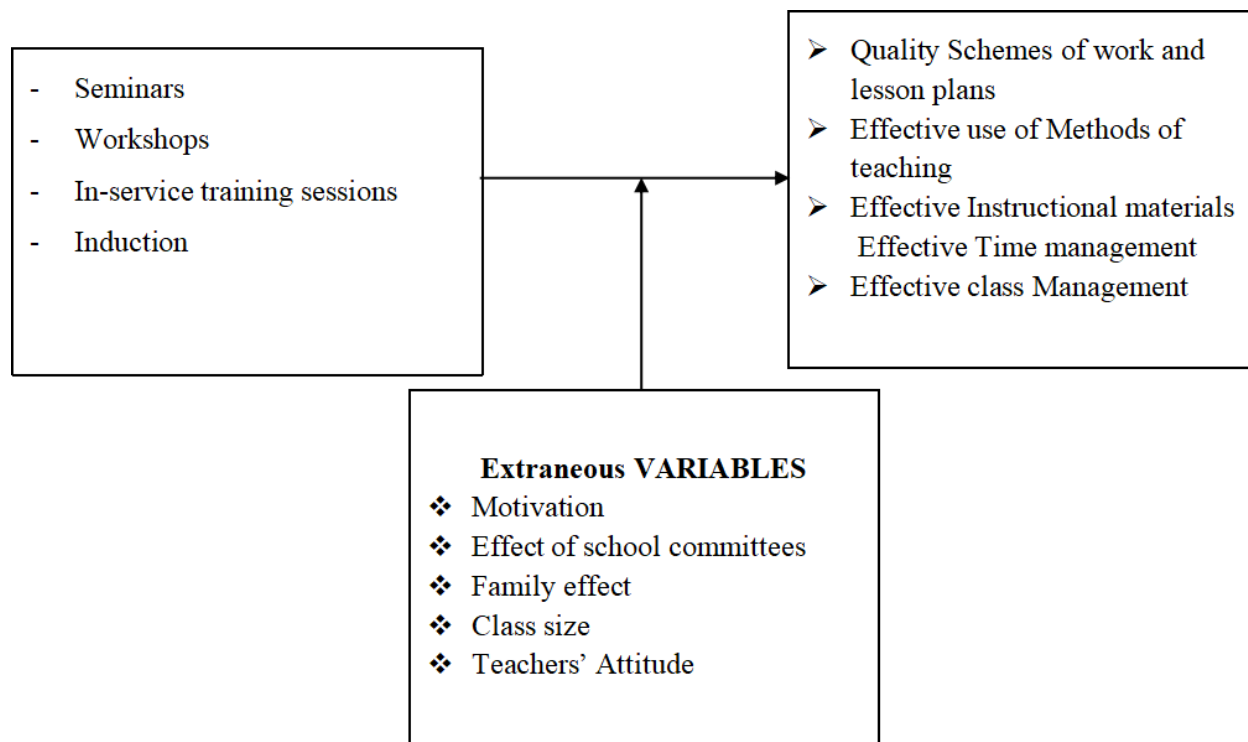 - Seminars
- Workshops
- In-service training sessions
- Induction
➢ Quality Schemes of work and
lesson plans
➢ Effective use of Methods of
teaching
➢ Effective Instructional materials
Effective Time management
➢ Effective class Management
Extraneous VARIABLES
❖ Motivation
❖ Effect of school committees
❖ Family effect
❖ Class size
❖ Teachers’ Attitude